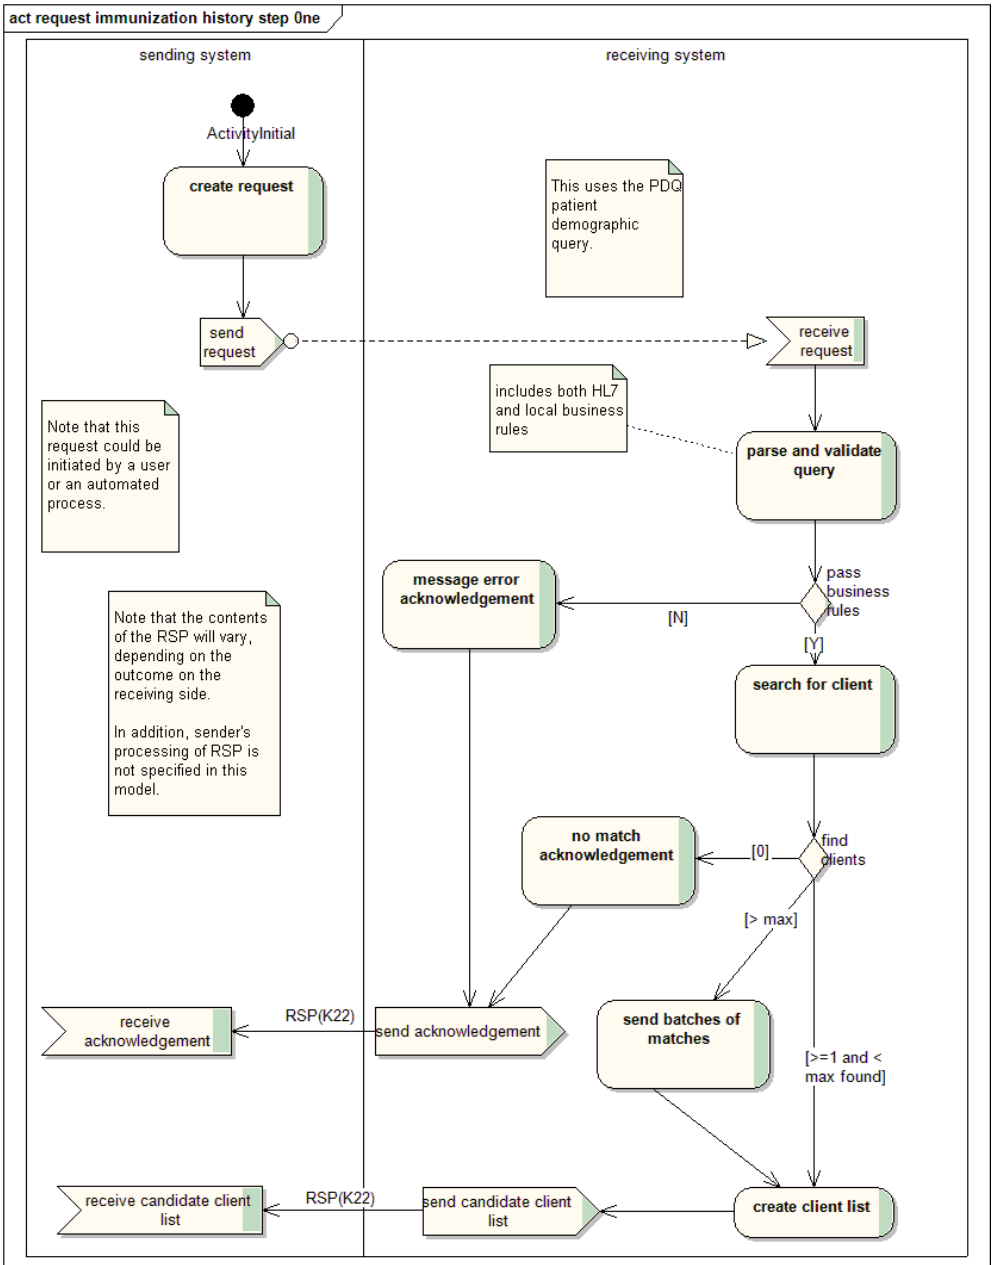 act request immunization history step 0ne
sending system
receiving system
ActivityInitial
create request
This uses the PDQ
patient
demographic
query.
send
request
receive
request
includes both HL7
and local business
rules
Note that this
request could be
initiated by a user
or an automated
process.
parse and validate
query
message error
acknowledgement
pass
business
rules
[N]
[Y]
Note that the contents
of the RSP will vary,
depending on the
outcome on the
receiving side.
In addition, sender's
processing of RSP is
not specified in this
model.
search for client
no match
acknowledgement
[0]
find
clients
[> max]
receive
acknowledgement
RSP(K22)
send acknowledgement
send batches of
matches
[>=1 and <
max found]
receive candidate client
list
RSP(K22)
send candidate client
list
create client list